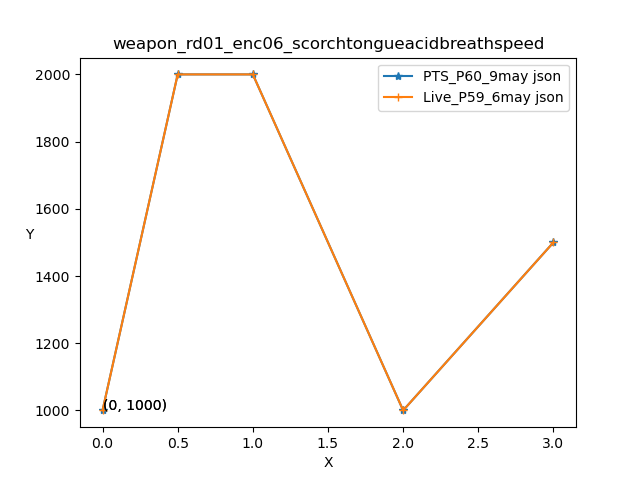 weapon_rd01_enc06_scorchtongueacidbreathspeed
PTS_P60_9may json
Live_P59_6may json
2000
1800
1600
Y
1400
1200
1000
(0, 1000)
0.0 0.5 1.0 1.5 2.0 2.5 3.0
X